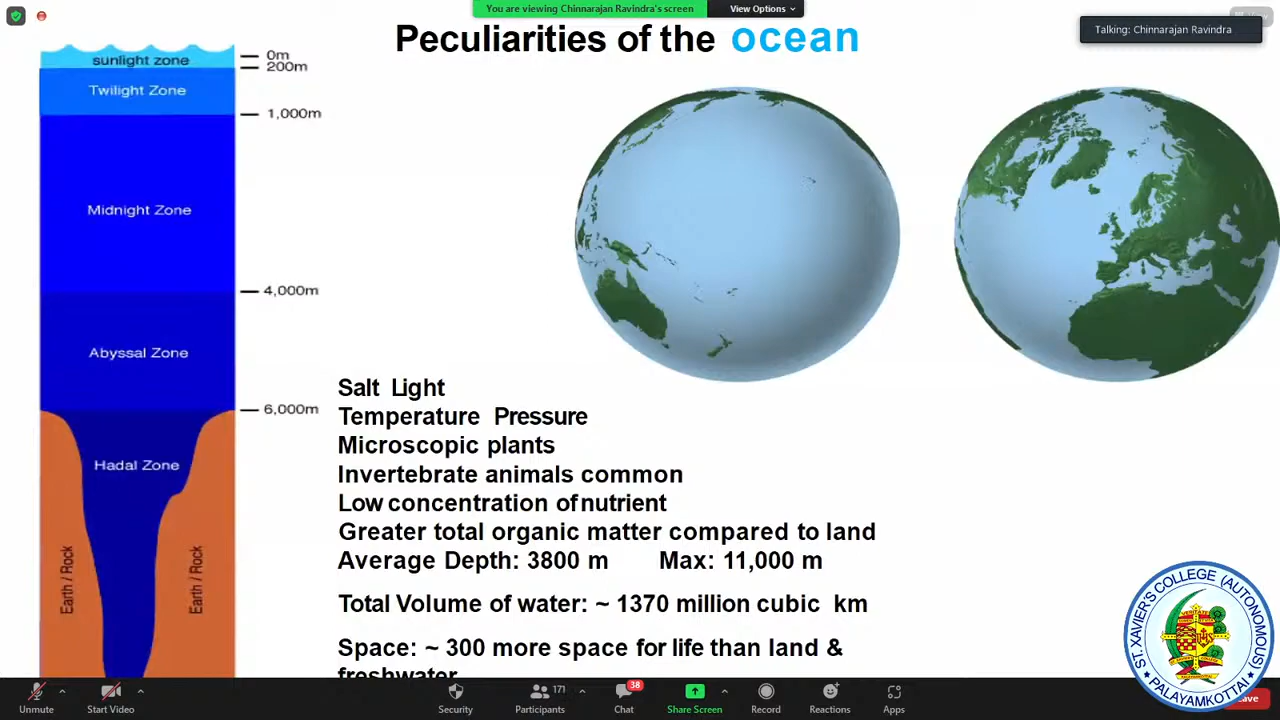 You are viewing Chinnarajan Ravindra's screen
View Options
Talking: Chinnarajan Ravindra
Peculiarities of the ocean
sunlight zone
0m
200m
Twilight Zone
1,000m
Midnight Zone
4,000m
Abyssal Zone
6,000m
Hadal Zone
Earth / Rock
Earth / Rock
Salt Light
Temperature Pressure
Microscopic plants
Invertebrate animals common
Low concentration of nutrient
Greater total organic matter compared to land
Average Depth: 3800 m Max: 11,000 m
Total Volume of water: ~ 1370 million cubic km
Space: ~ 300 more space for life than land &
freshwater
ST. XAVIER'S COLLEGE (AUTONOMOUS)
PALAYAMKOTTAI
Unmute
Start Video
Security
Participants
171
Chat
38
Share Screen
Record
Reactions
Apps